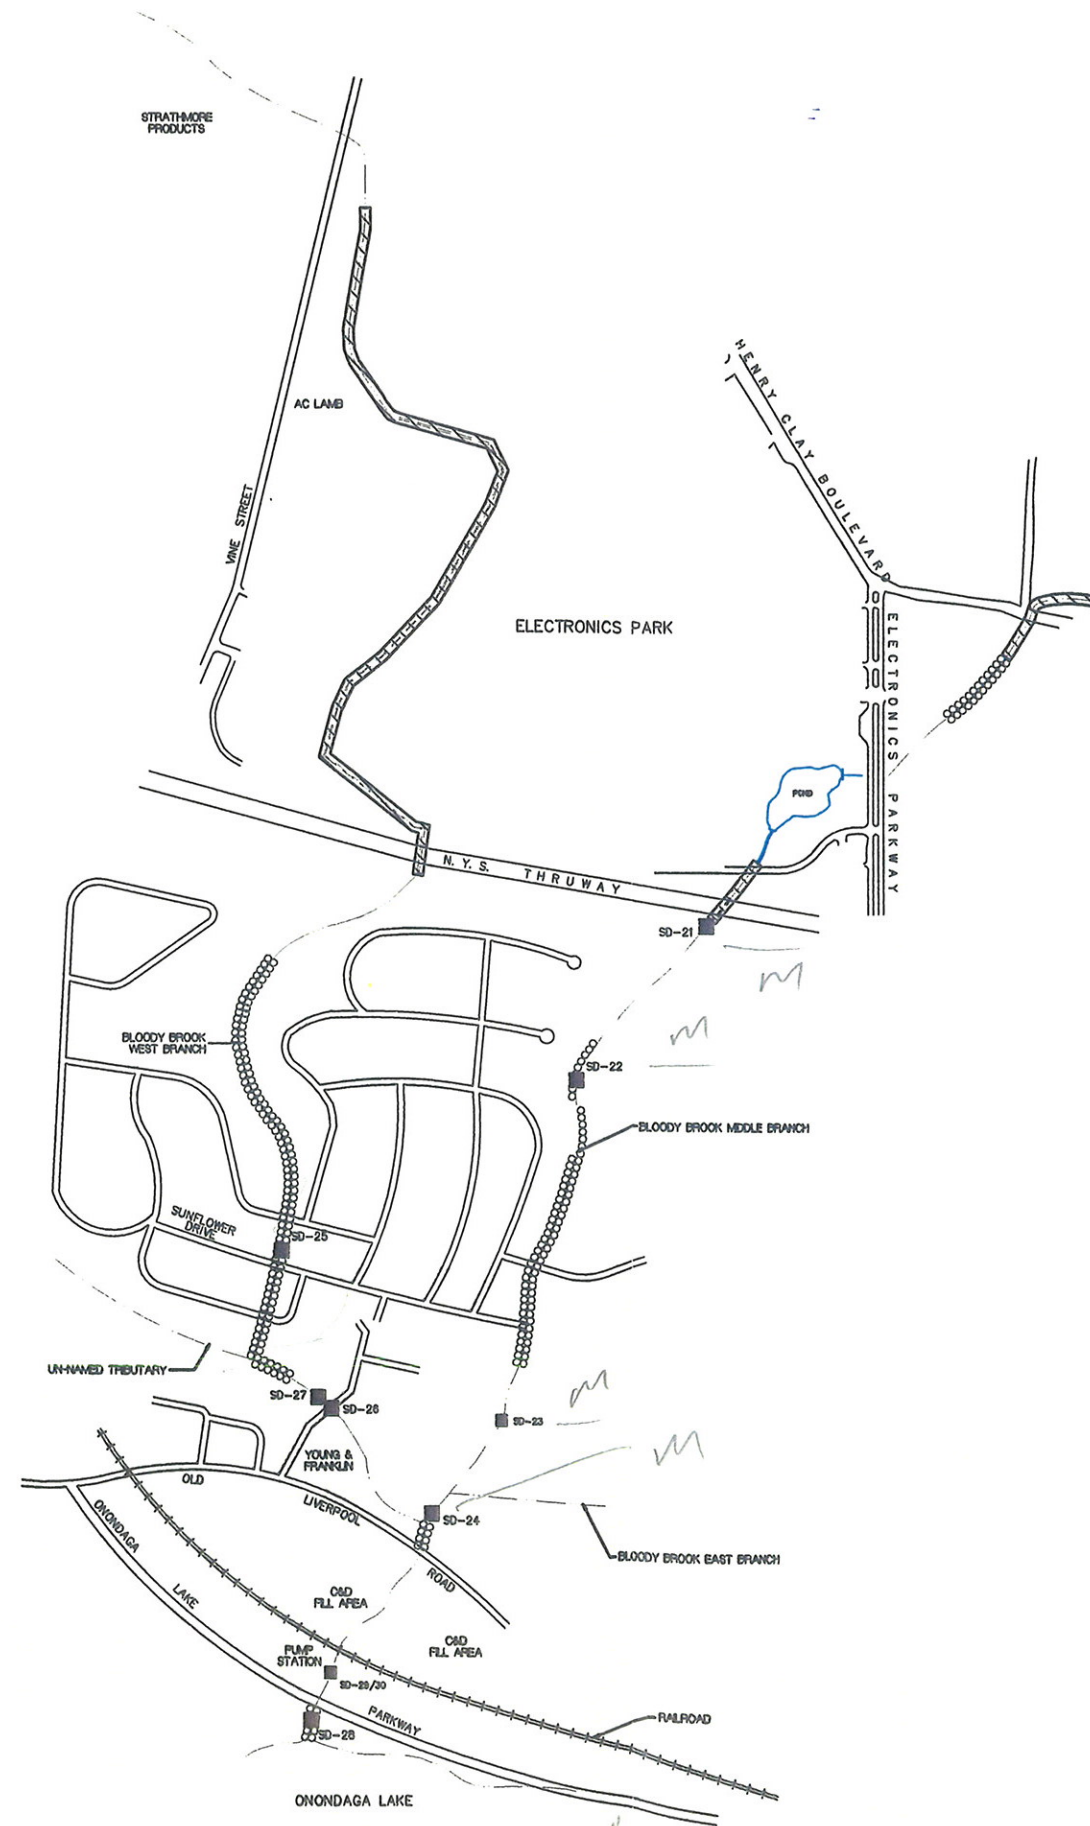 STRATHMORE
PRODUCTS
HENRY CLAY BOULEVARD
AC LAMB
VINE STREET
ELECTRONICS PARK
ELECTRONICS PARKWAY
POND
N.Y.S. THRUWAY
SD-21
M
M
BLOODY BROOK
WEST BRANCH
SD-22
BLOODY BROOK MIDDLE BRANCH
SUNFLOWER
DRIVE
SD-25
UN-NAMED TRIBUTARY
SD-27
SD-26
M
SD-23
M
YOUNG &
FRANKLIN
OLD LIVERPOOL ROAD
SD-24
BLOODY BROOK EAST BRANCH
ONONDAGA LAKE PARKWAY
C&D
FILL AREA
C&D
FILL AREA
PUMP
STATION
SD-29/30
RAILROAD
SD-28
ONONDAGA LAKE